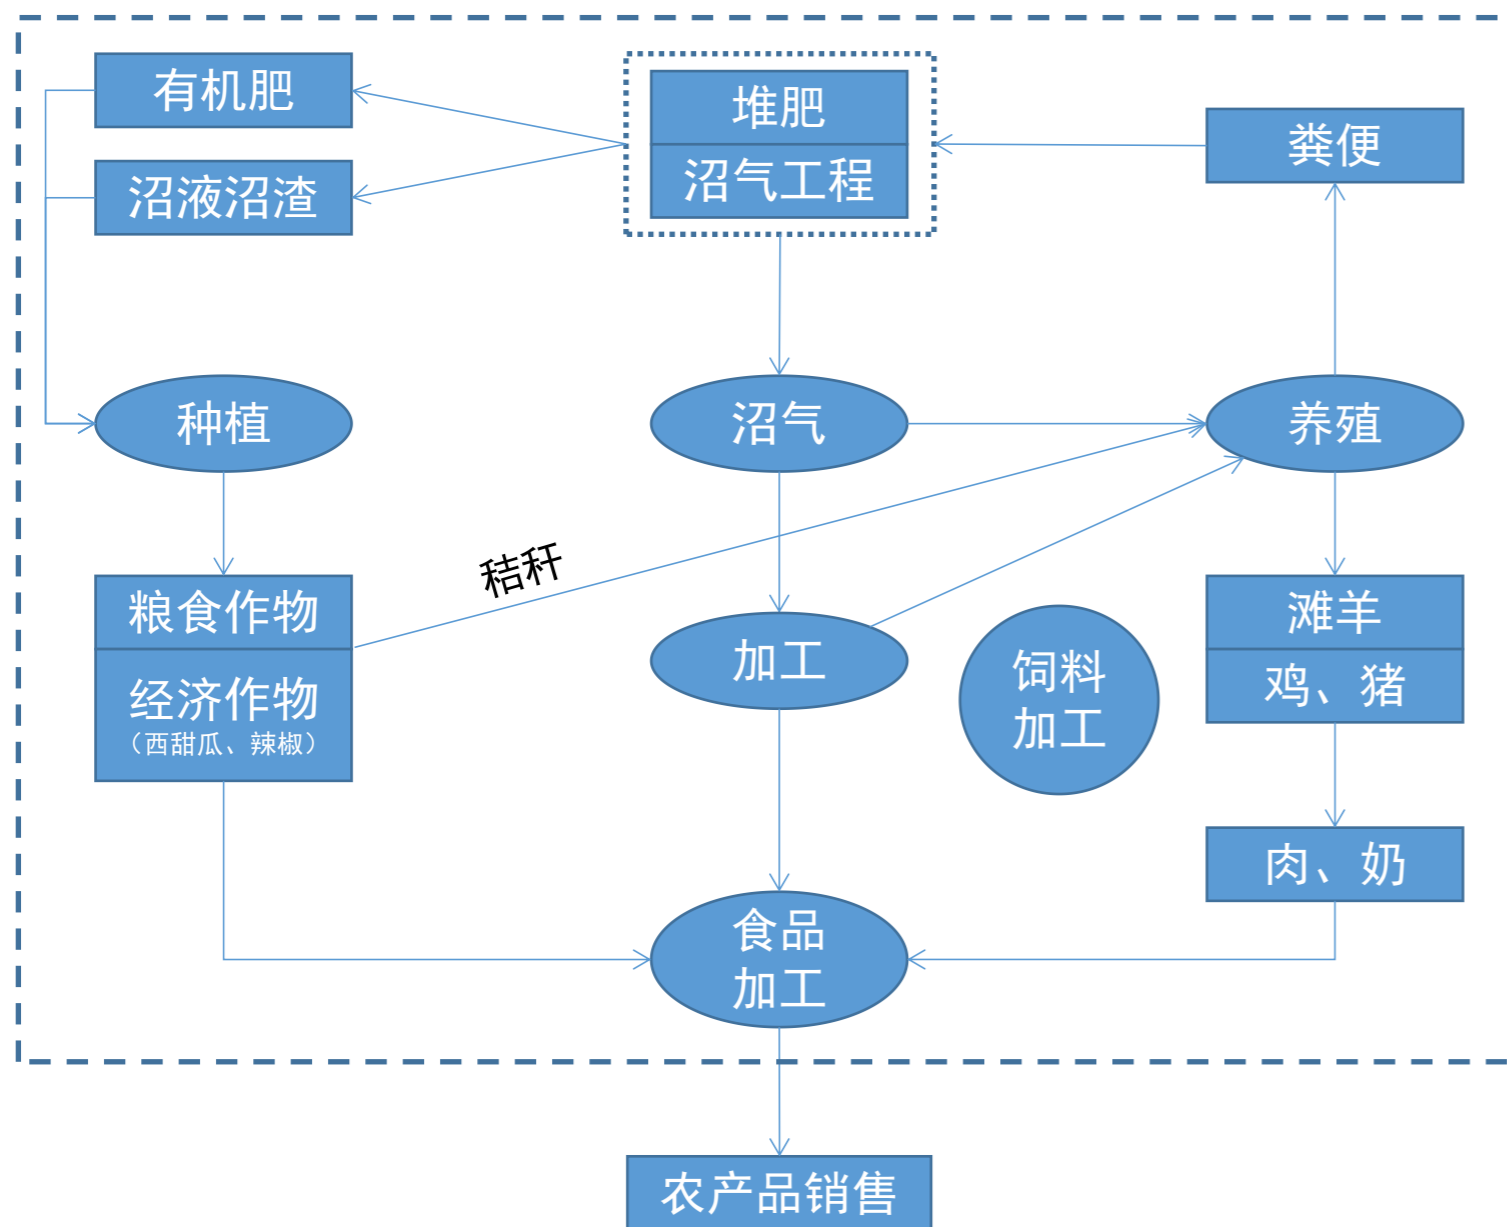 有机肥
堆肥
粪便
沼液沼渣
沼气工程
种植
沼气
养殖
秸秆
粮食作物
加工
饲料
加工
滩羊
经济作物
（西甜瓜、辣椒）
鸡、猪
肉、奶
食品
加工
农产品销售